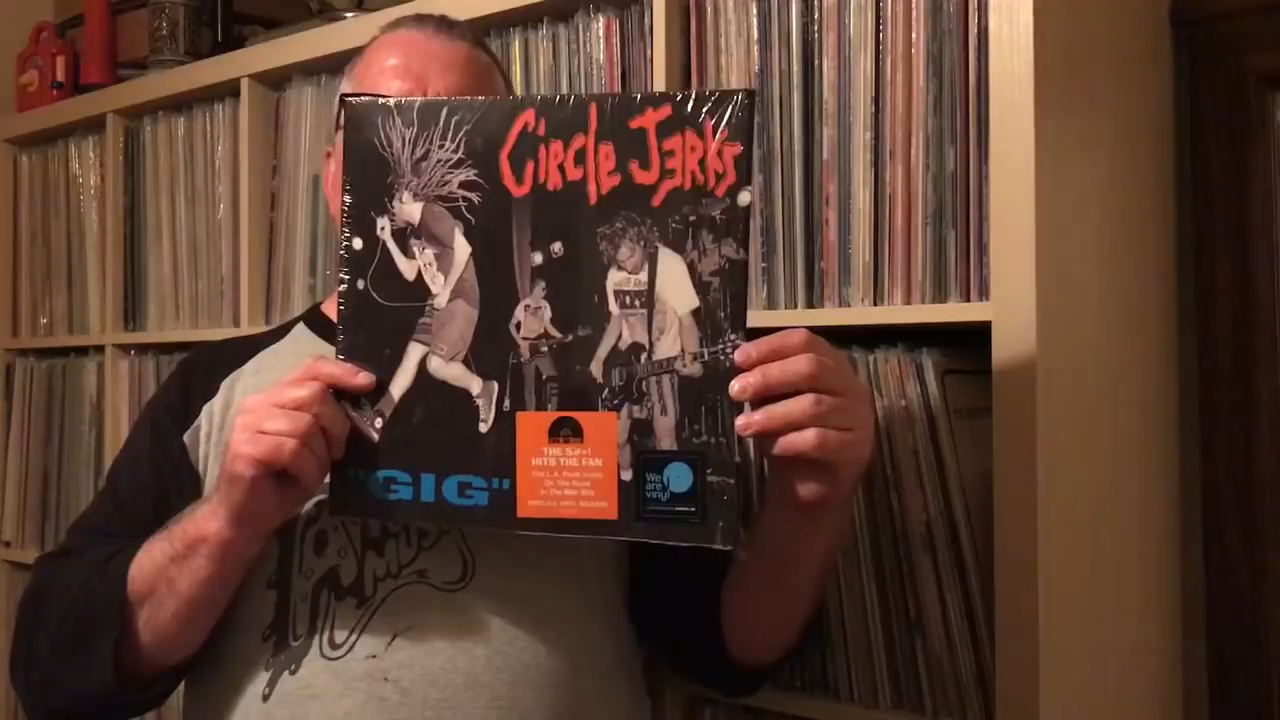 CIRCLE JERKS
"GIG"
THE S#+!
HITS THE FAN
The L.A. Punk Icons
On The Road
In The Mid-80s
We
are
vinyl